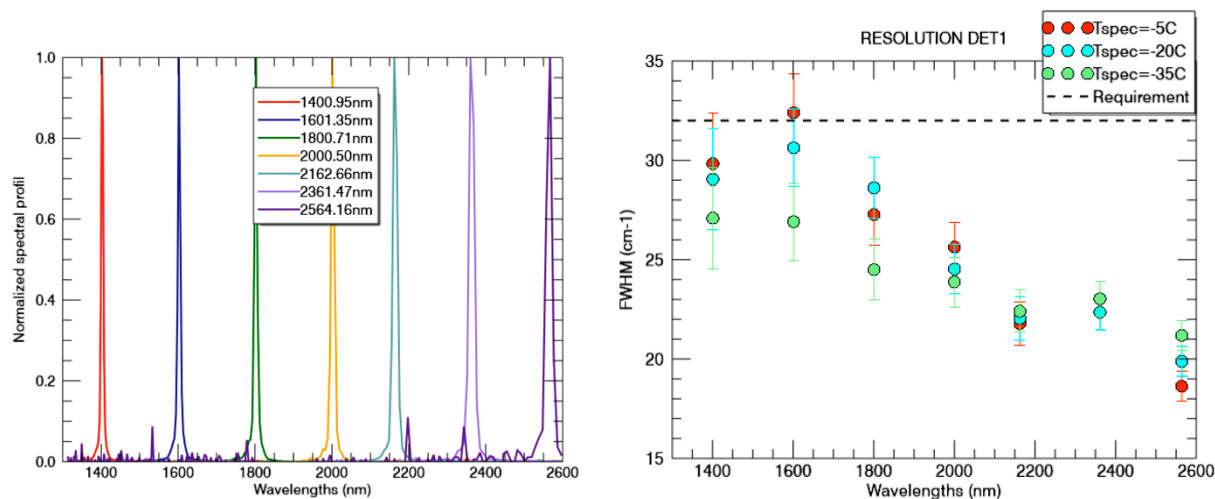 1.0
0.8
0.6
0.4
0.2
0.0
Normalized spectral profil
1400.95nm
1601.35nm
1800.71nm
2000.50nm
2162.66nm
2361.47nm
2564.16nm
1400 1600 1800 2000 2200 2400 2600
Wavelengths (nm)
RESOLUTION DET1
Tspec=-5C
Tspec=-20C
Tspec=-35C
Requirement
35
30
25
20
15
FWHM (cm-1)
1400 1600 1800 2000 2200 2400 2600
Wavelengths (nm)